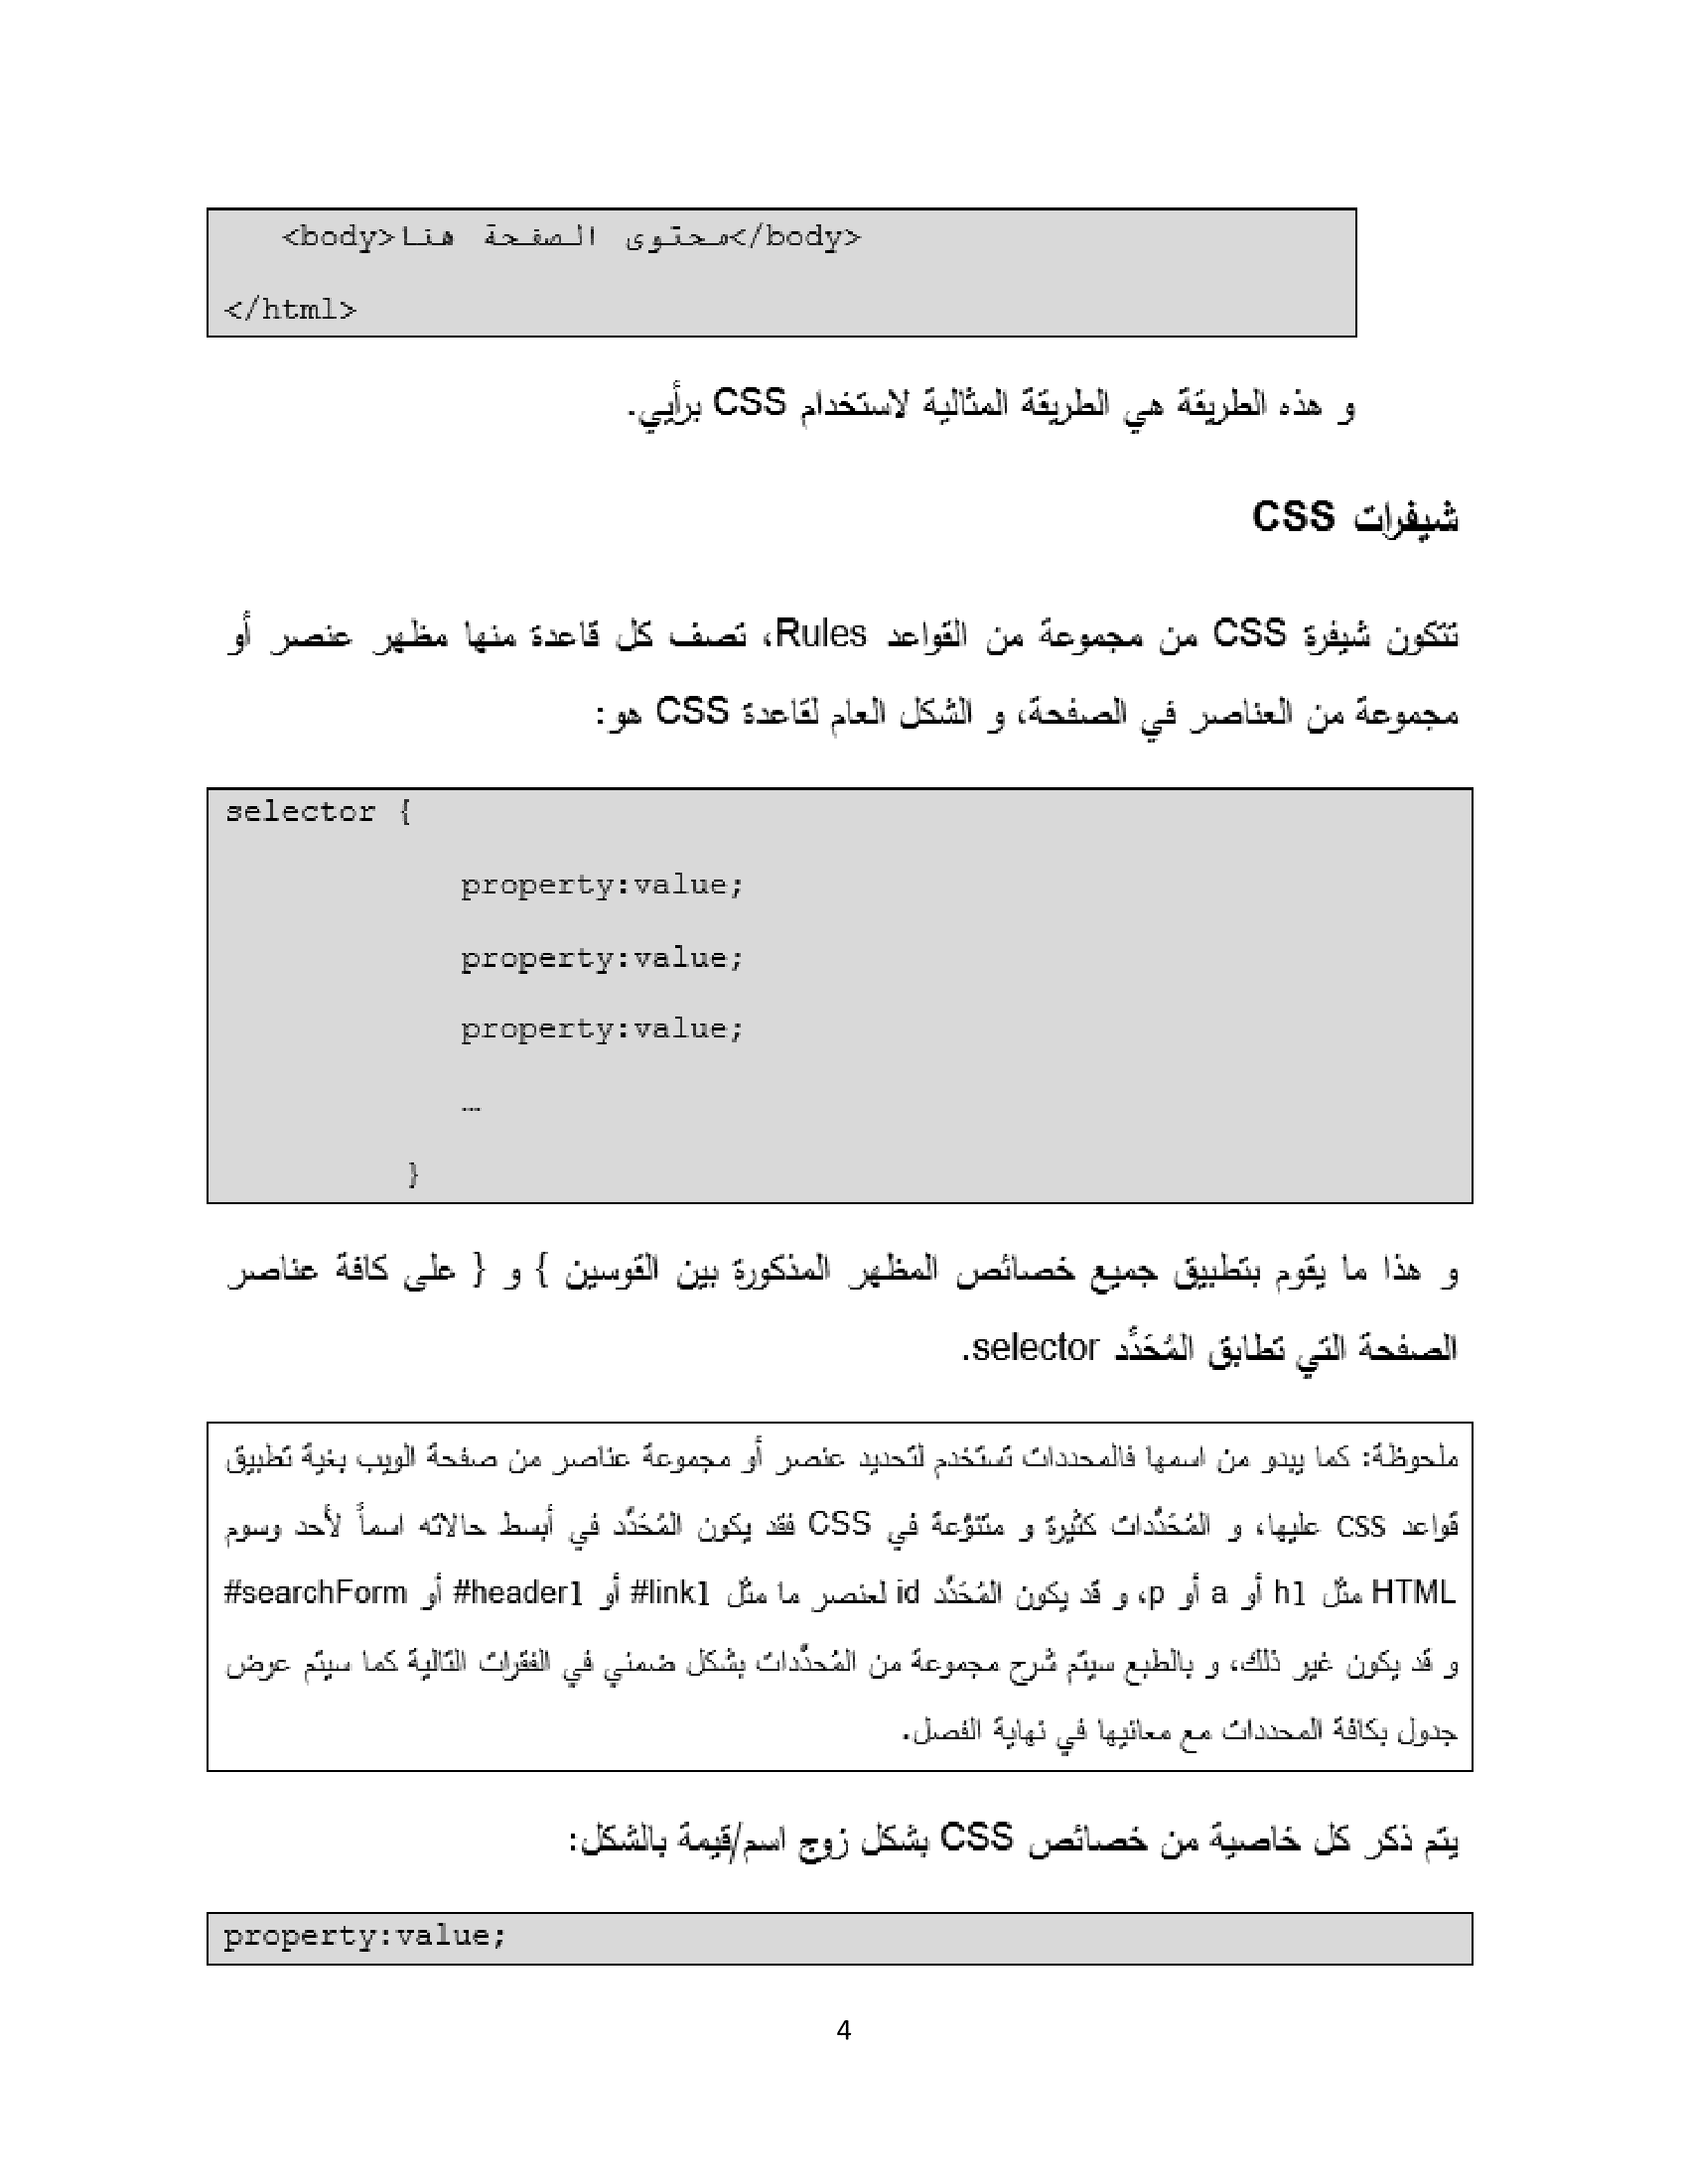 <body>محتوى الصفحة هنا</body>
</html>
و هذه الطريقة هي الطريقة المثالية لاستخدام CSS برأيي.
شيفرات CSS
تتكون شيفرة CSS من مجموعة من القواعد Rules، تصف كل قاعدة منها مظهر عنصر أو
مجموعة من العناصر في الصفحة، و الشكل العام لقاعدة CSS هو:
selector {
property:value;
property:value;
property:value;
…
}
و هذا ما يقوم بتطبيق جميع خصائص المظهر المذكورة بين القوسين { و } على كافة عناصر
الصفحة التي تطابق المُحَدِّد selector.
ملحوظة: كما يبدو من اسمها فالمحددات تستخدم لتحديد عنصر أو مجموعة عناصر من صفحة الويب بغية تطبيق
قواعد CSS عليها، و المُحَدِّدات كثيرة و متنوّعة في CSS فقد يكون المُحَدِّد في أبسط حالاته اسماً لأحد وسوم
HTML مثل h1 أو a أو p، و قد يكون المُحَدِّد id لعنصر ما مثل #link1 أو #header1 أو #searchForm
و قد يكون غير ذلك، و بالطبع سيتم شرح مجموعة من المُحدِّدات بشكل ضمني في الفقرات التالية كما سيتم عرض
جدول بكافة المحددات مع معانيها في نهاية الفصل.
يتم ذكر كل خاصية من خصائص CSS بشكل زوج اسم/قيمة بالشكل:
property:value;
4